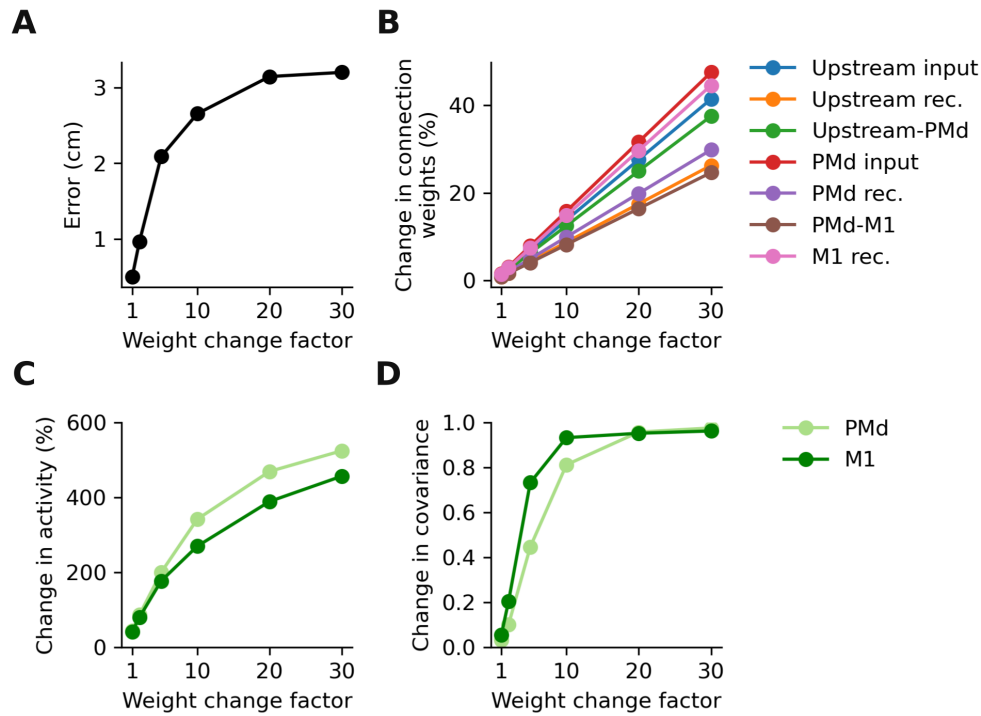 A
Error (cm)
3
2
1
1 10 20 30
Weight change factor
B
Change in connection
weights (%)
40
20
0
1 10 20 30
Weight change factor
Upstream input
Upstream rec.
Upstream-PMd
PMd input
PMd rec.
PMd-M1
M1 rec.
C
Change in activity (%)
600
400
200
0
1 10 20 30
Weight change factor
D
Change in covariance
1.0
0.8
0.6
0.4
0.2
0.0
1 10 20 30
Weight change factor
PMd
M1